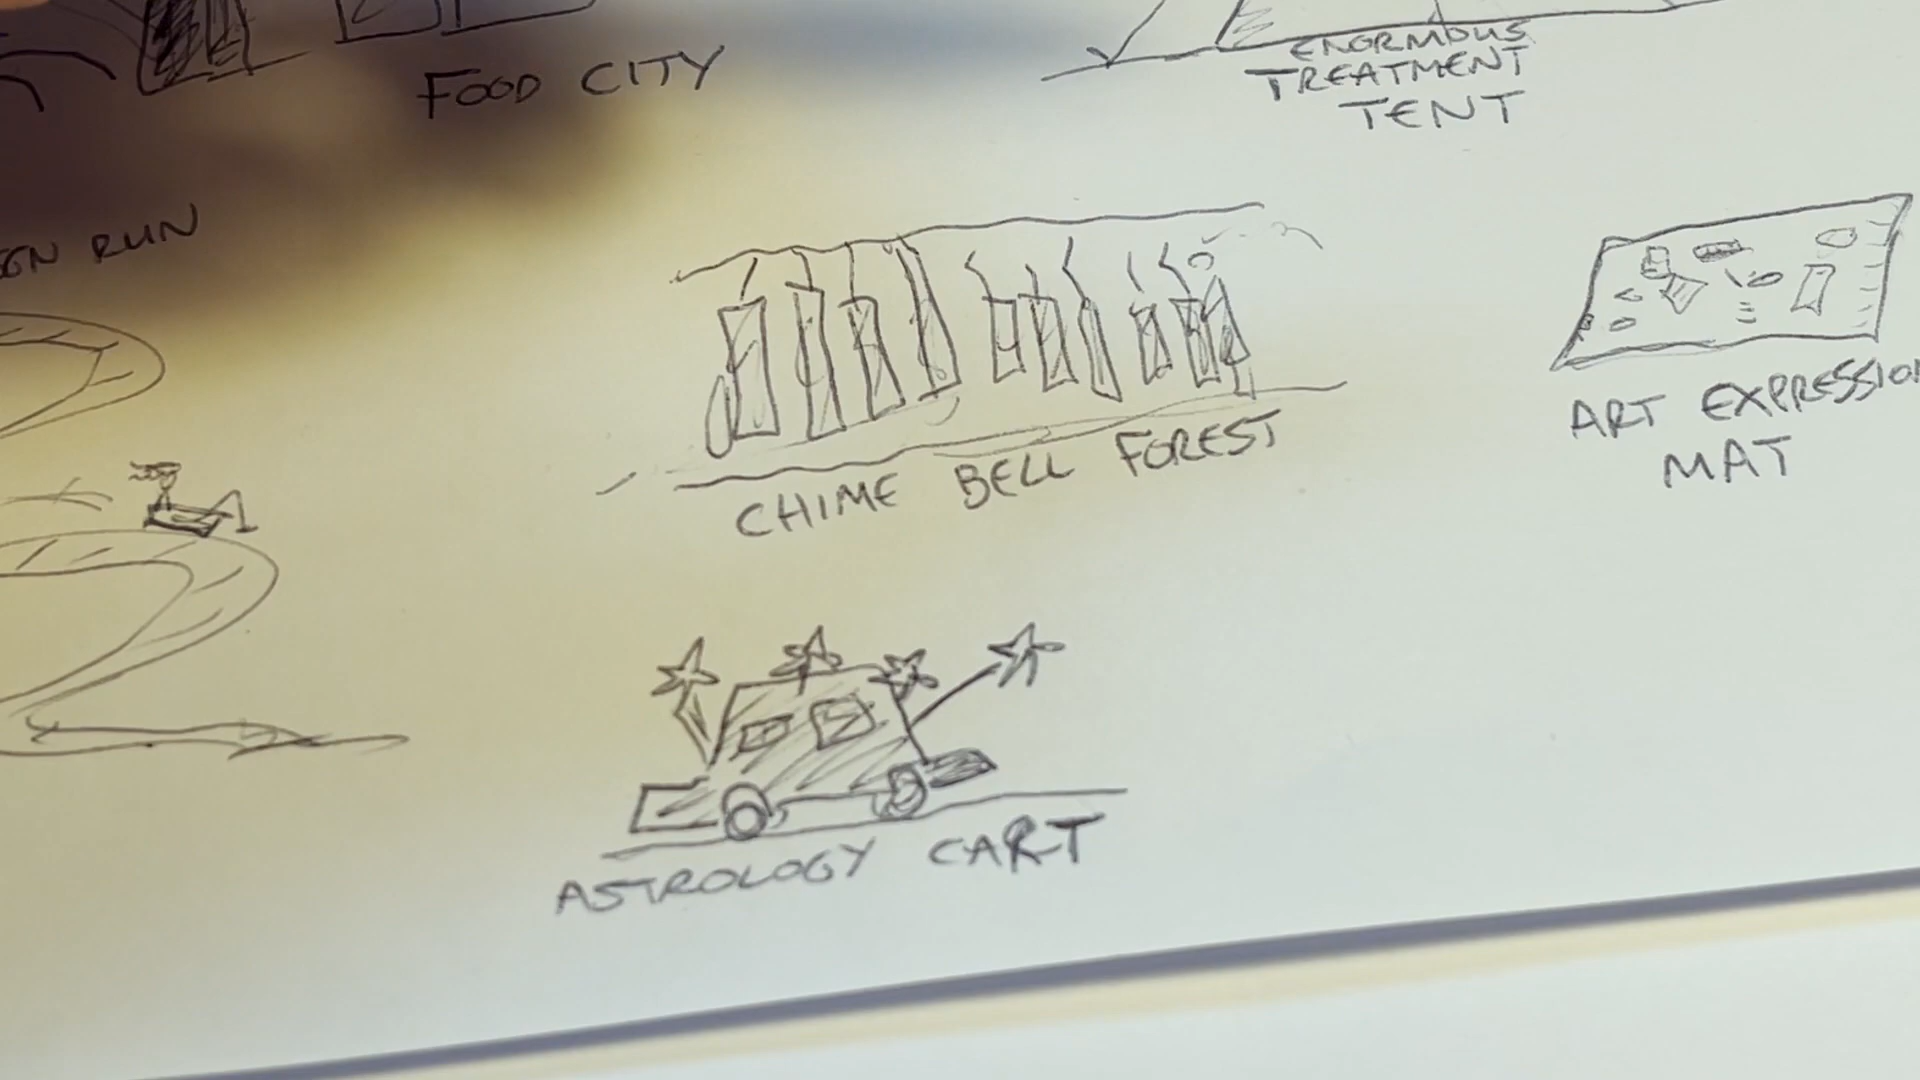 FOOD CITY
ENORMOUS
TREATMENT
TENT
RUN
CHIME BELL FOREST
ART EXPRESSION
MAT
ASTROLOGY CART